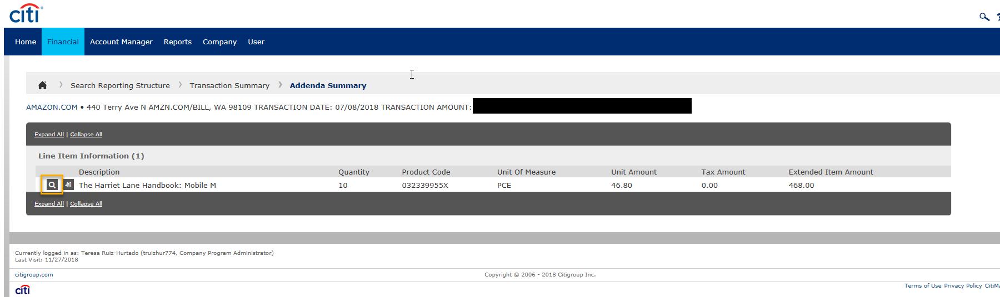 citi
Home Financial Account Manager Reports Company User
Search Reporting Structure Transaction Summary Addenda Summary
AMAZON.COM • 440 Terry Ave N AMZN.COM/BILL, WA 98109 TRANSACTION DATE: 07/08/2018 TRANSACTION AMOUNT:
Expand All | Collapse All
Line Item Information (1)
Description Quantity Product Code Unit Of Measure Unit Amount Tax Amount Extended Item Amount
The Harriet Lane Handbook: Mobile M 10 032339955X PCE 46.80 0.00 468.00
Expand All | Collapse All
Currently logged in as: Teresa Ruiz-Hurtado (truizhur774, Company Program Administrator)
Last Visit: 11/27/2018
citigroup.com Copyright © 2006 - 2018 Citigroup Inc.
Terms of Use Privacy Policy
citi